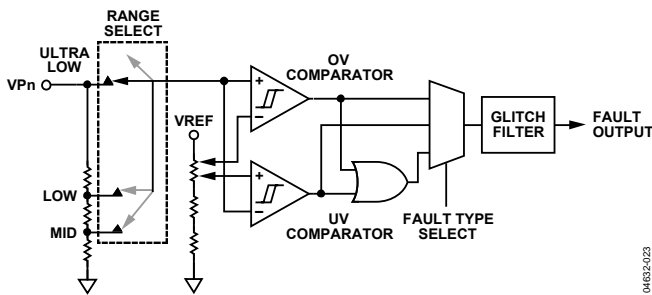 RANGE
SELECT
ULTRA
LOW
VPn
OV
COMPARATOR
VREF
+
−
GLITCH
FILTER
FAULT
OUTPUT
+
−
LOW
MID
UV
COMPARATOR
FAULT TYPE
SELECT
04632-023